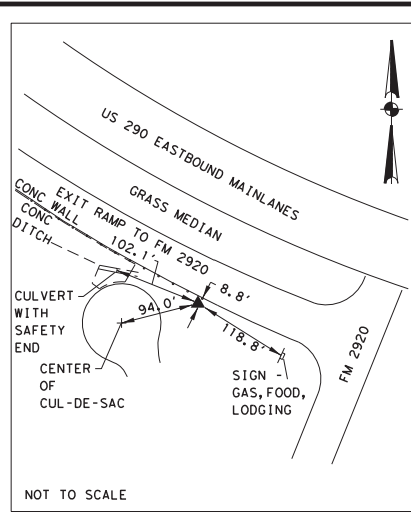 US 290 EASTBOUND MAINLANES
GRASS MEDIAN
EXIT RAMP TO FM 2920
CONC WALL
CONC
DITCH
102.1'
8.8'
94.0'
118.8'
CULVERT
WITH
SAFETY
END
CENTER
OF
CUL-DE-SAC
SIGN -
GAS,FOOD,
LODGING
FM 2920
NOT TO SCALE